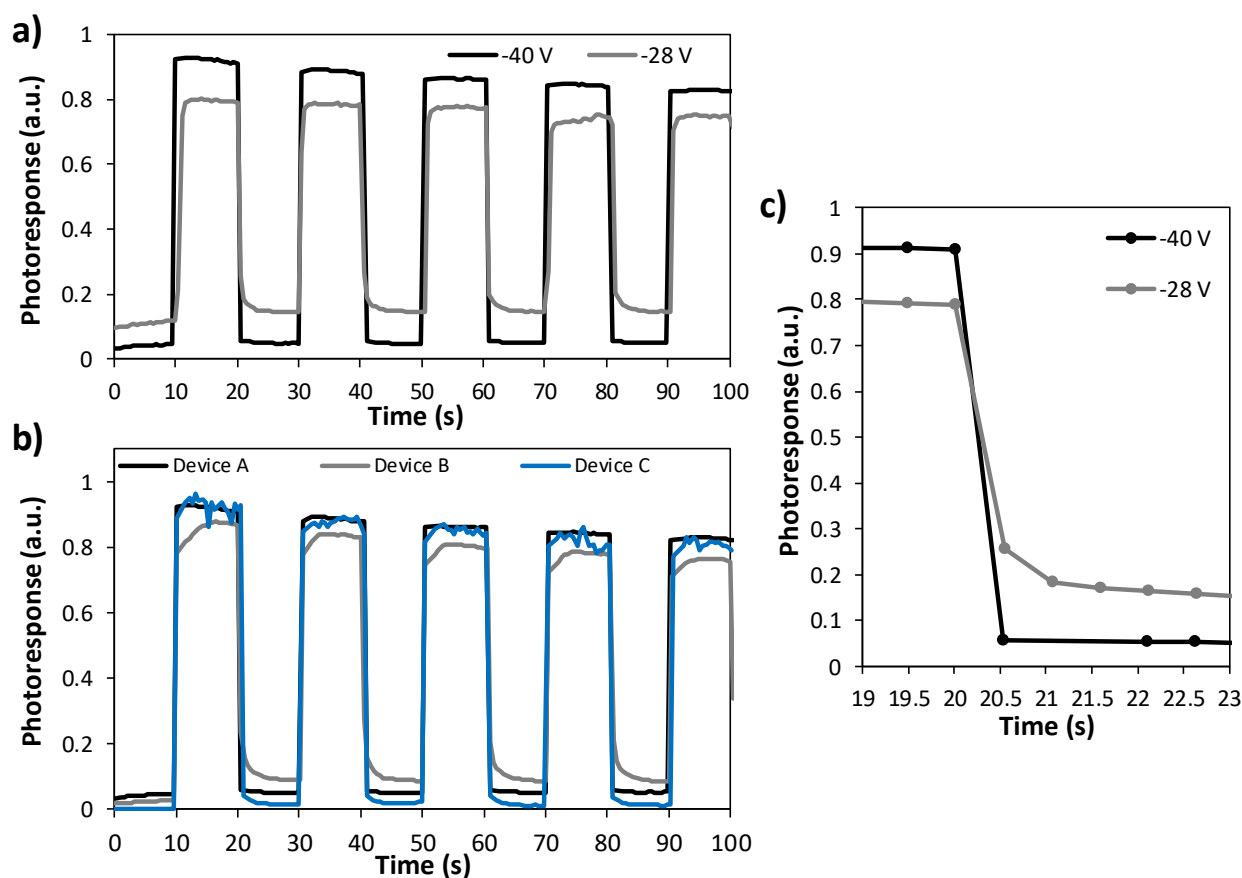 a)
Photoresponse (a.u.)
1
0.8
0.6
0.4
0.2
0
-40 V -28 V
0 10 20 30 40 50 60 70 80 90 100
Time (s)
b)
Photoresponse (a.u.)
1
0.8
0.6
0.4
0.2
0
Device A Device B Device C
0 10 20 30 40 50 60 70 80 90 100
Time (s)
c)
Photoresponse (a.u.)
1
0.9
0.8
0.7
0.6
0.5
0.4
0.3
0.2
0.1
0
-40 V
-28 V
19 19.5 20 20.5 21 21.5 22 22.5 23
Time (s)